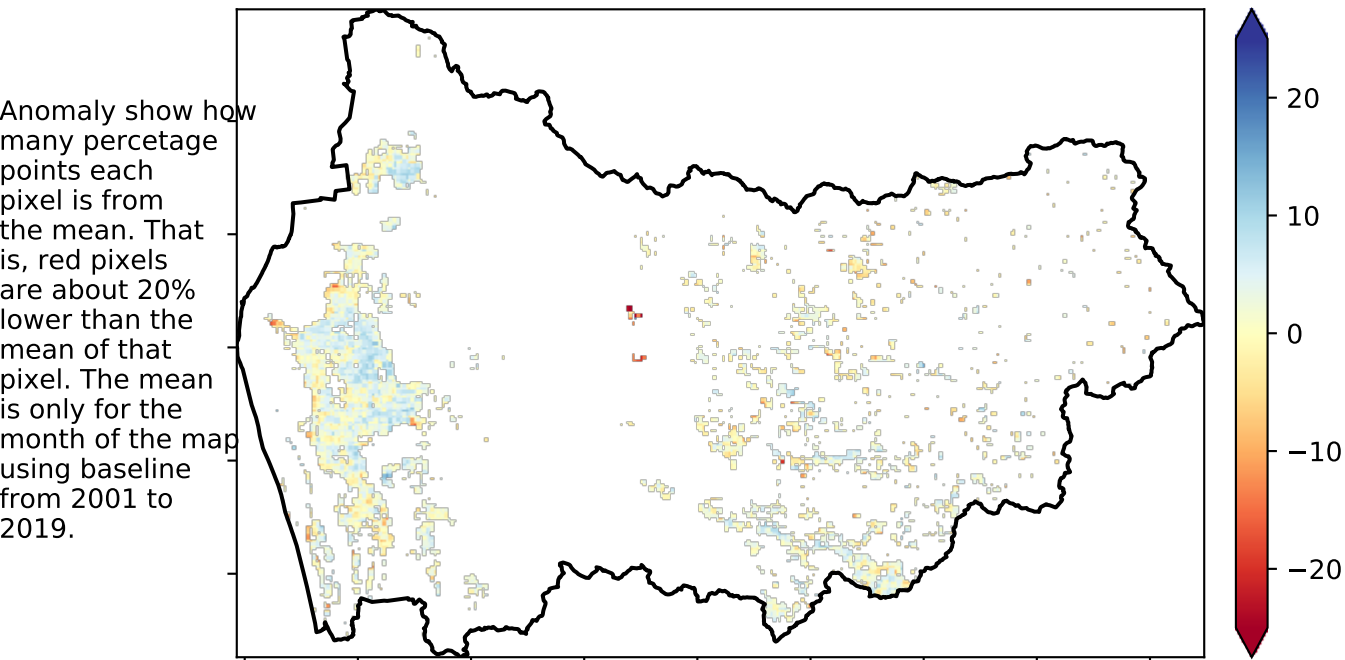 Anomaly show how
many percetage
points each
pixel is from
the mean. That
is, red pixels
are about 20%
lower than the
mean of that
pixel. The mean
is only for the
month of the map
using baseline
from 2001 to
2019.
20
10
0
−10
−20